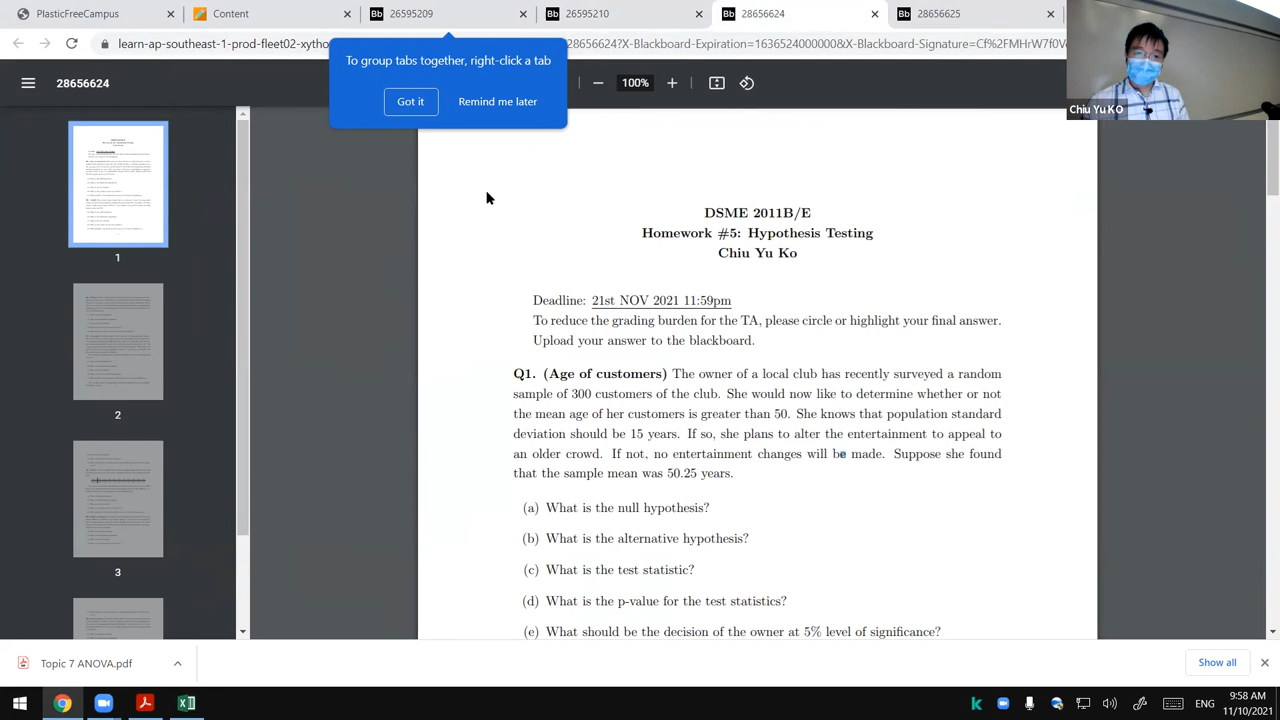 PlasticFreeCampus
Content
Bb 26595209
Bb 26595210
Bb 28656624
Bb 28656625
learn-ap-southeast-1-prod-fleet02-xytho
28656624?X-Blackboard-Expiration=1636524000000&X-Blackboard-Signature=Cf%2FMHrW7f0V
To group tabs together, right-click a tab
Got it
Remind me later
28656624
100%
Chiu Yu KO
1
2
3
DSME 2011B/E
Homework #5: Hypothesis Testing
Chiu Yu Ko
Deadline: 21st NOV 2021 11:59pm
To reduce the grading burden for the TA, please circle or highlight your final answer.
Upload your answer to the blackboard.
Q1. (Age of customers) The owner of a local club has recently surveyed a random
sample of 300 customers of the club. She would now like to determine whether or not
the mean age of her customers is greater than 50. She knows that population standard
deviation should be 15 years. If so, she plans to alter the entertainment to appeal to
an older crowd. If not, no entertainment changes will be made. Suppose she found
that the sample mean was 50.25 years.
(a) What is the null hypothesis?
(b) What is the alternative hypothesis?
(c) What is the test statistic?
(d) What is the p-value for the test statistics?
(e) What should be the decision of the owner at 5% level of significance?
Topic 7 ANOVA.pdf
Show all
ENG
9:58 AM
11/10/2021